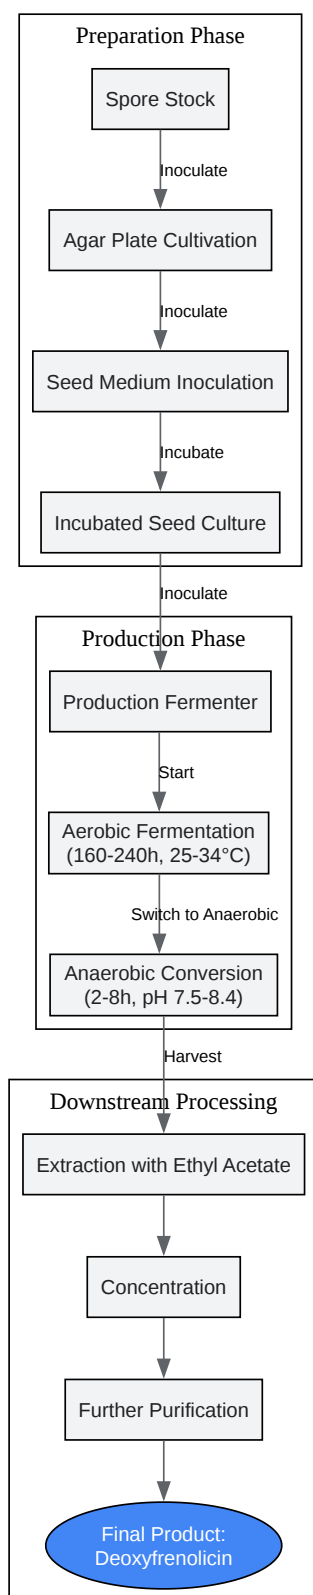 Preparation Phase
Spore Stock
Inoculate
Agar Plate Cultivation
Inoculate
Seed Medium Inoculation
Incubate
Incubated Seed Culture
Inoculate
Production Phase
Production Fermenter
Start
Aerobic Fermentation
(160-240h, 25-34°C)
Switch to Anaerobic
Anaerobic Conversion
(2-8h, pH 7.5-8.4)
Harvest
Downstream Processing
Extraction with Ethyl Acetate
Concentration
Further Purification
Final Product:
Deoxyfrenolicin